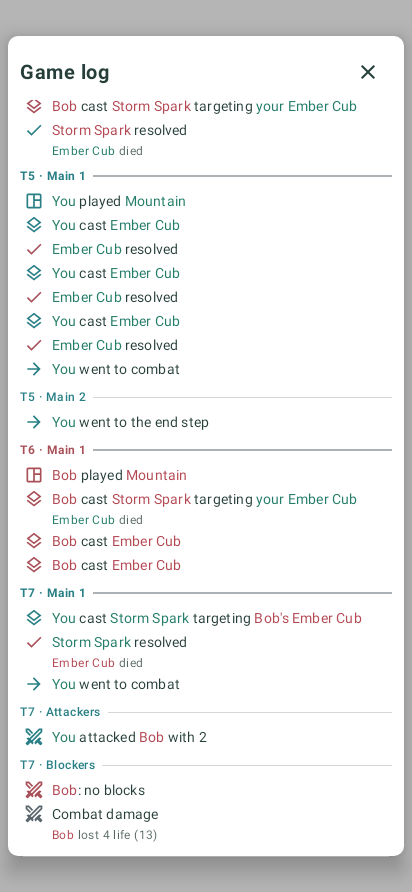 Game log
Bob cast Storm Spark targeting your Ember Cub
Storm Spark resolved
Ember Cub died
T5 · Main 1
You played Mountain
You cast Ember Cub
Ember Cub resolved
You cast Ember Cub
Ember Cub resolved
You cast Ember Cub
Ember Cub resolved
You went to combat
T5 · Main 2
You went to the end step
T6 · Main 1
Bob played Mountain
Bob cast Storm Spark targeting your Ember Cub
Ember Cub died
Bob cast Ember Cub
Bob cast Ember Cub
T7 · Main 1
You cast Storm Spark targeting Bob's Ember Cub
Storm Spark resolved
Ember Cub died
You went to combat
T7 · Attackers
You attacked Bob with 2
T7 · Blockers
Bob: no blocks
Combat damage
Bob lost 4 life (13)